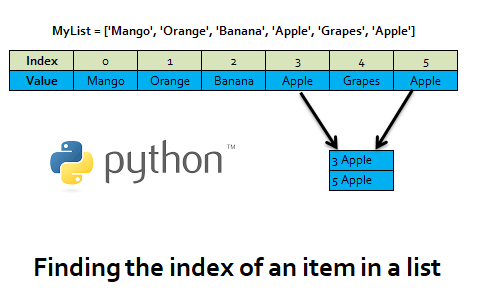 MyList = ['Mango', 'Orange', 'Banana', 'Apple', 'Grapes', 'Apple']
Index 0 1 2 3 4 5
Value Mango Orange Banana Apple Grapes Apple
3 Apple
5 Apple
python™
Finding the index of an item in a list